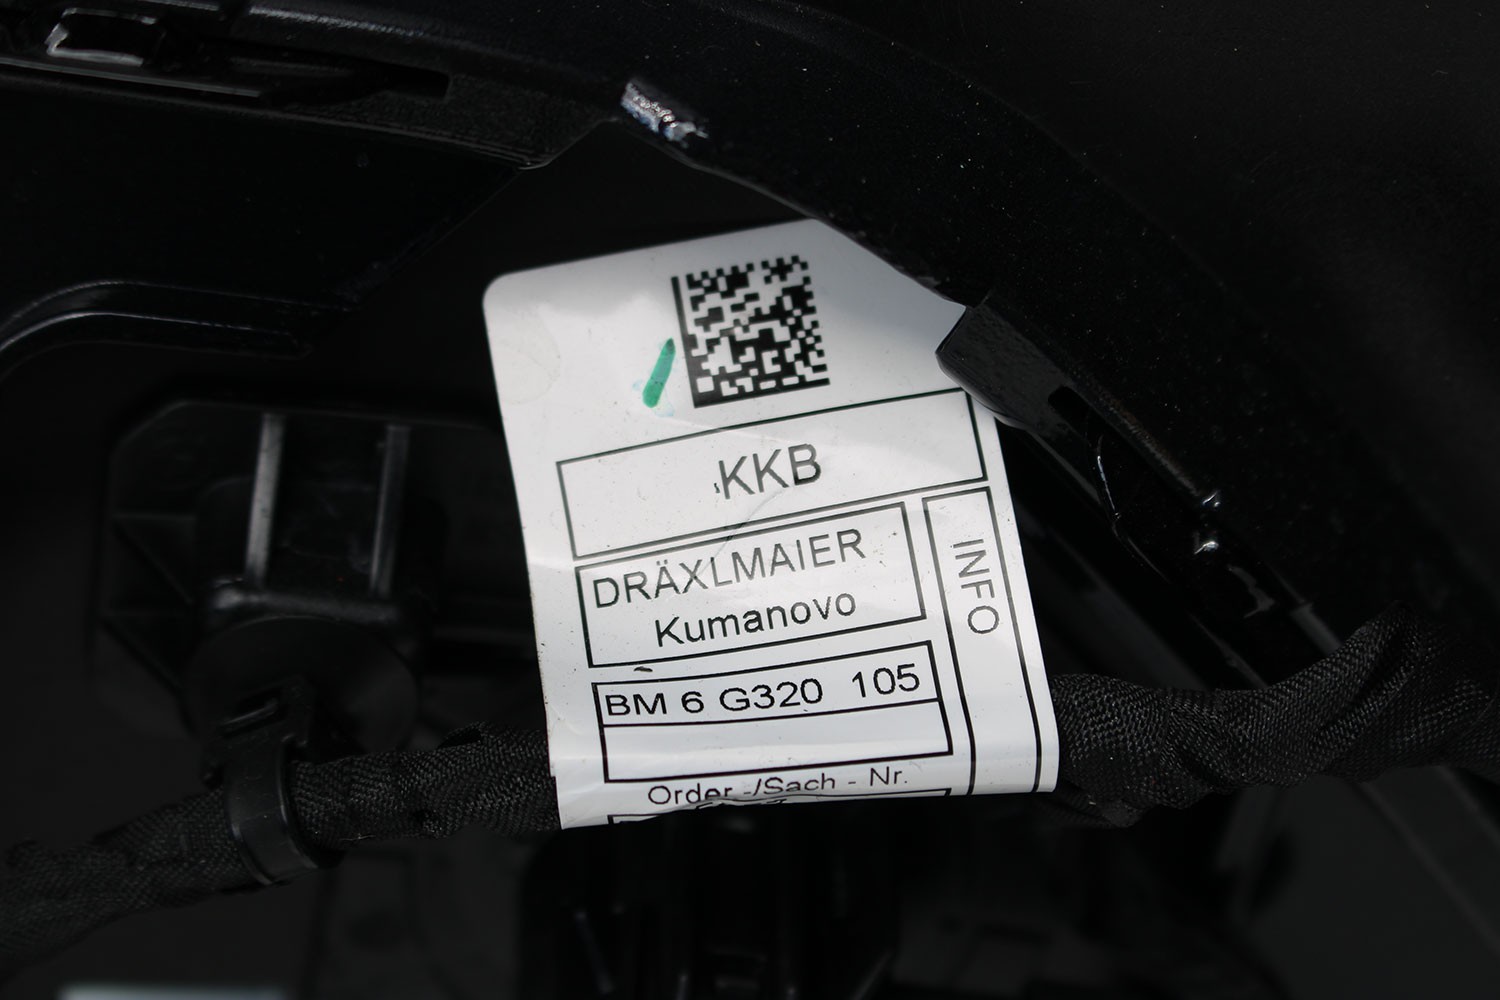 KKB
DRÄXLMAIER
Kumanovo
INFO
BM 6 G320 105
Order -/Sach - Nr.